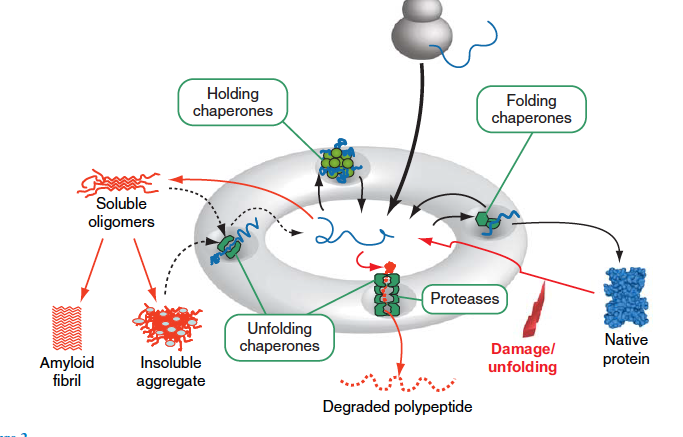 Holding
chaperones
Folding
chaperones
Soluble
oligomers
Proteases
Unfolding
chaperones
Amyloid
fibril
Insoluble
aggregate
Damage/
unfolding
Native
protein
Degraded polypeptide